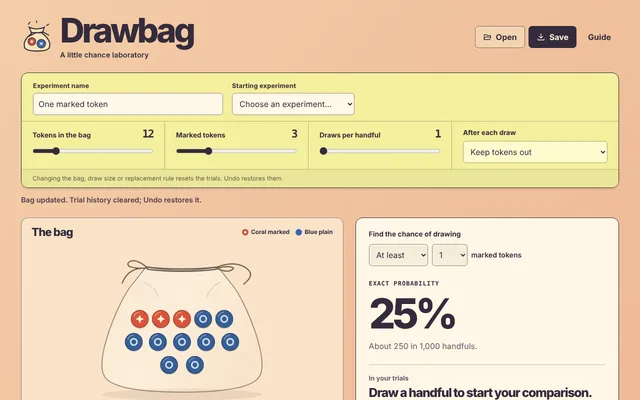 Drawbag
A little chance laboratory
Open
Save
Guide
Experiment name
Starting experiment
One marked token
Choose an experiment...
Tokens in the bag 12
Marked tokens 3
Draws per handful 1
After each draw
Keep tokens out
Changing the bag, draw size or replacement rule resets the trials. Undo restores them.
Bag updated. Trial history cleared; Undo restores it.
The bag
Coral marked
Blue plain
Find the chance of drawing
At least 1 marked tokens
EXACT PROBABILITY
25%
About 250 in 1,000 handfuls.
In your trials
Draw a handful to start your comparison.